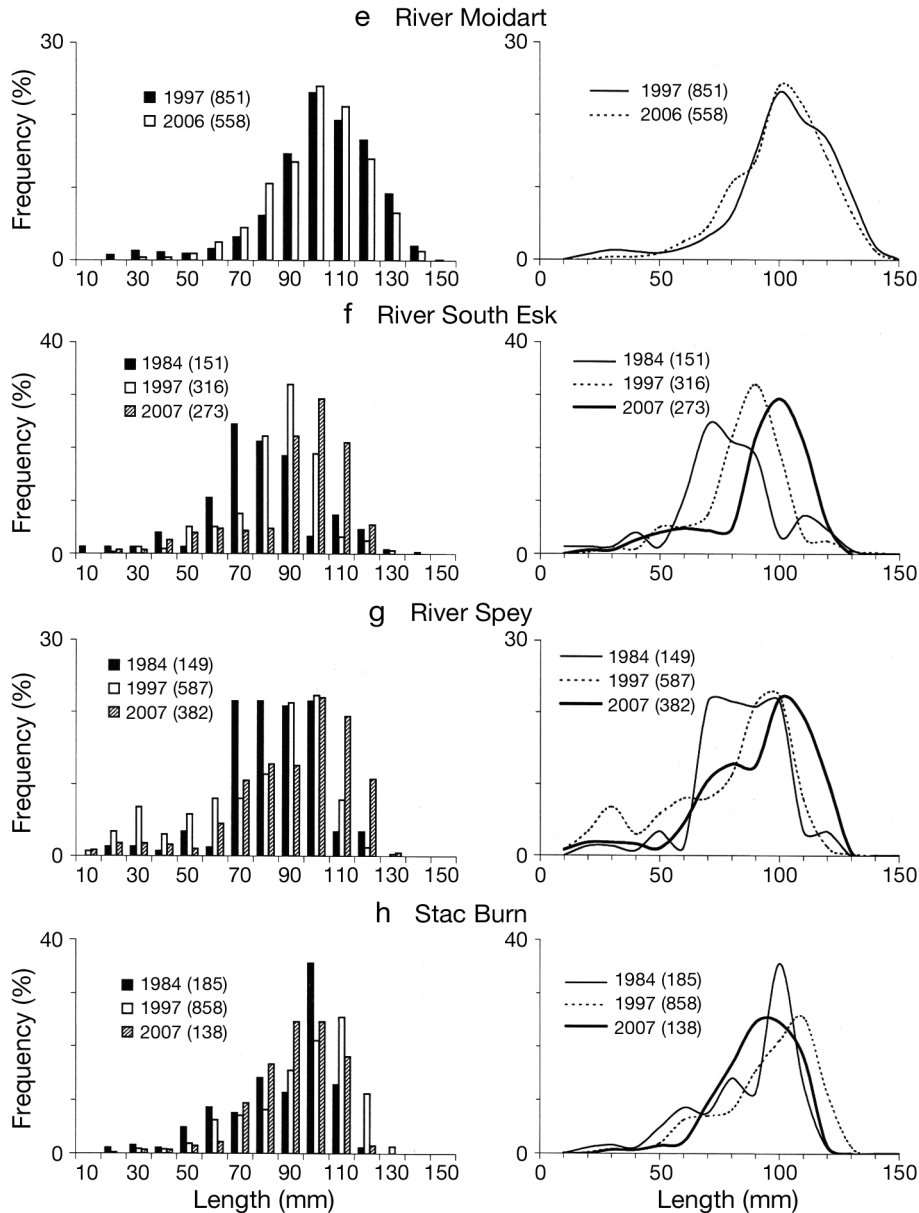 e River Moidart
Frequency (%)
30
0
1997 (851)
2006 (558)
10 30 50 70 90 110 130 150
30
0
1997 (851)
2006 (558)
0 50 100 150
f River South Esk
Frequency (%)
40
0
1984 (151)
1997 (316)
2007 (273)
10 30 50 70 90 110 130 150
40
0
1984 (151)
1997 (316)
2007 (273)
0 50 100 150
g River Spey
Frequency (%)
30
0
1984 (149)
1997 (587)
2007 (382)
10 30 50 70 90 110 130 150
30
0
1984 (149)
1997 (587)
2007 (382)
0 50 100 150
h Stac Burn
Frequency (%)
40
0
1984 (185)
1997 (858)
2007 (138)
10 30 50 70 90 110 130 150
Length (mm)
40
0
1984 (185)
1997 (858)
2007 (138)
0 50 100 150
Length (mm)